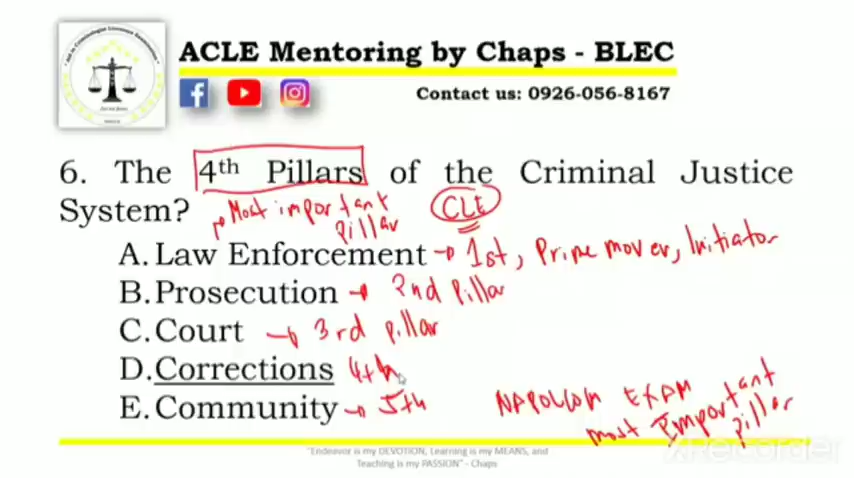 ACLE Mentoring by Chaps - BLEC
Contact us: 0926-056-8167
6. The 4th Pillars of the Criminal Justice
System? Most important pillar CLE
A. Law Enforcement → 1st, Prime mover, Initiator
B. Prosecution → 2nd pillar
C. Court → 3rd pillar
D. Corrections 4th
E. Community → 5th
NAPOLCOM EXAM
most important pillar
"Endeavor is my DEVOTION, Learning is my MEANS, and
Teaching is my PASSION" - Chaps
XRecorder